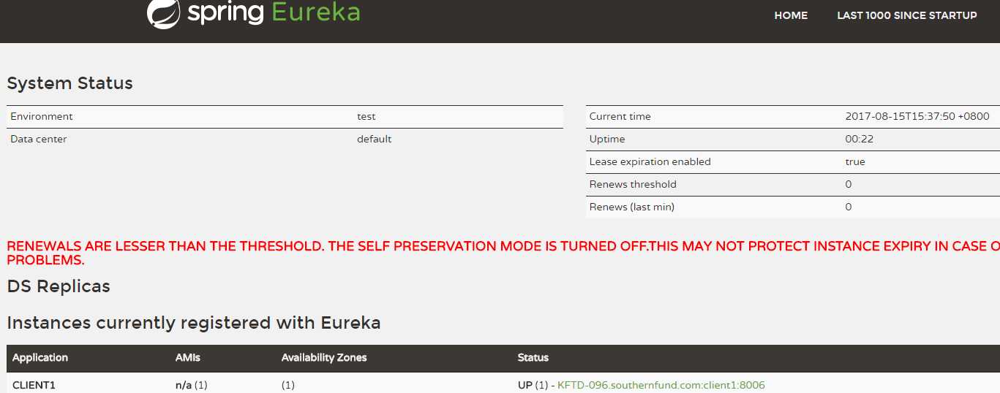 spring Eureka
HOME
LAST 1000 SINCE STARTUP
System Status
Environment test
Data center default
Current time 2017-08-15T15:37:50 +0800
Uptime 00:22
Lease expiration enabled true
Renews threshold 0
Renews (last min) 0
RENEWALS ARE LESSER THAN THE THRESHOLD. THE SELF PRESERVATION MODE IS TURNED OFF.THIS MAY NOT PROTECT INSTANCE EXPIRY IN CASE O
PROBLEMS.
DS Replicas
Instances currently registered with Eureka
Application AMIs Availability Zones Status
CLIENT1 n/a (1) (1) UP (1) - KFTD-096.southernfund.com:client1:8006